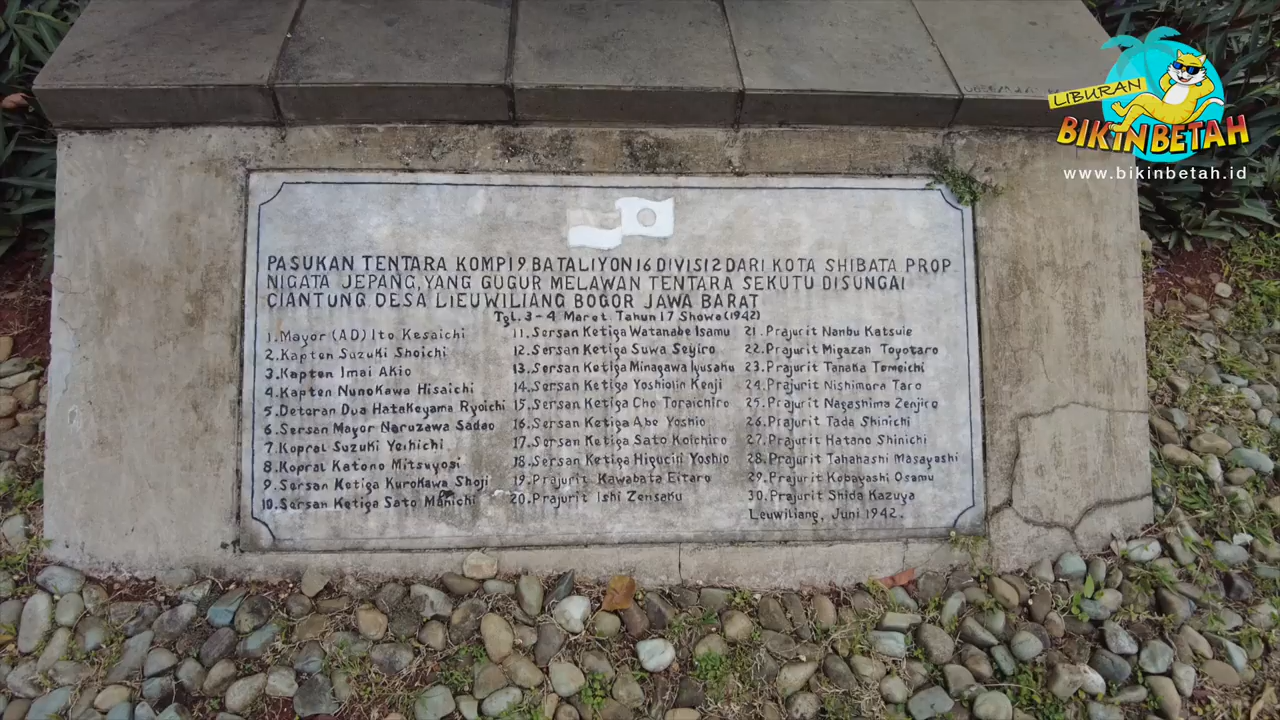 LIBURAN
BIKINBETAH
www.bikinbetah.id
PASUKAN TENTARA KOMPI 9 BATALIYON 16 DIVISI 2 DARI KOTA SHIBATA PROP
NIGATA JEPANG, YANG GUGUR MELAWAN TENTARA SEKUTU DISUNGAI
CIANTUNG DESA LIEUWILIANG BOGOR JAWA BARAT
Tgl. 3-4 Maret Tahun 17 Showa (1942)
1. Mayor (AD) Ito Kesaichi
2. Kapten Suzuki Shoichi
3. Kapten Imai Akio
4. Kapten Nunokawa Hisaichi
5. Detoran Dua Hatakeyama Ryoichi
6. Sersan Mayor Naruzawa Sadao
7. Kopral Suzuki Yeihichi
8. Kopral Katono Mitsuyosi
9. Sersan Ketiga Kurokawa Shoji
10. Sersan Ketiga Sato Manichi
11. Sersan Ketiga Watanabe Isamu
12. Sersan Ketiga Suwa Seyiro
13. Sersan Ketiga Minagawa Iyusaku
14. Sersan Ketiga Yoshiolin Kenji
15. Sersan Ketiga Cho Toraichiro
16. Sersan Ketiga Abe Yoshio
17. Sersan Ketiga Sato Koichiro
18. Sersan Ketiga Higuciti Yoshio
19. Prajurit Kawabata Eitaro
20. Prajurit Ishi Zensaku
21. Prajurit Nanbu Katsuie
22. Prajurit Migazah Toyotaro
23. Prajurit Tanaka Tomeichi
24. Prajurit Nishimora Taro
25. Prajurit Nagashima Zenjiro
26. Prajurit Tada Shinichi
27. Prajurit Hatano Shinichi
28. Prajurit Tahahashi Masayashi
29. Prajurit Kobayashi Osamu
30. Prajurit Shida Kazuya
Leuwiliang, Juni 1942.